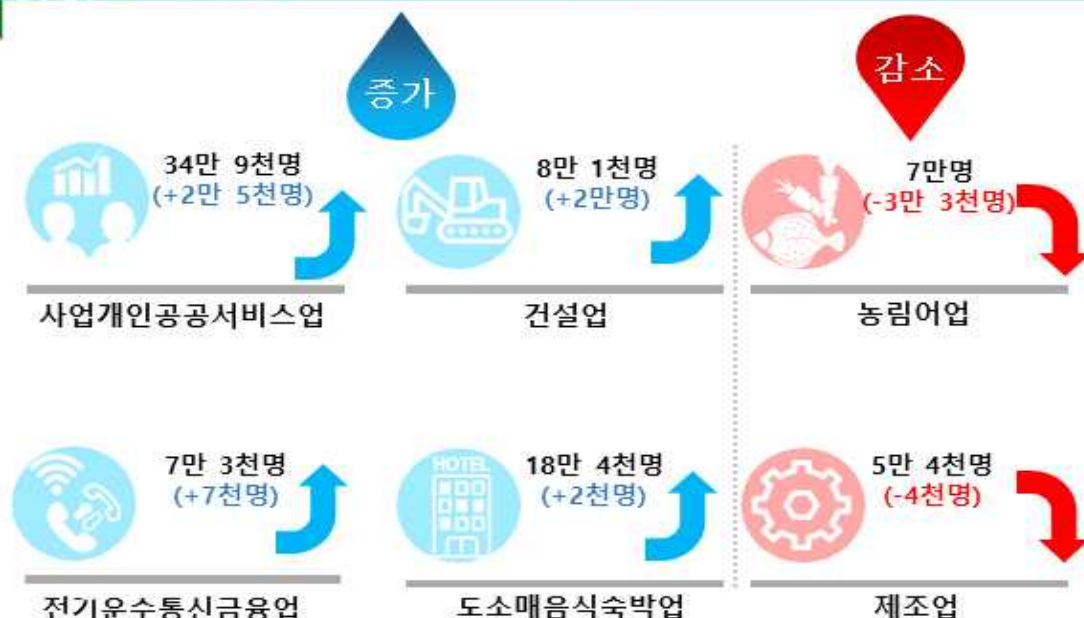 증가
감소
34만 9천명
(+2만 5천명)
사업개인공공서비스업
8만 1천명
(+2만명)
건설업
7만명
(-3만 3천명)
농림어업
7만 3천명
(+7천명)
전기운수통신금융업
HOTEL
18만 4천명
(+2천명)
도소매음식숙박업
5만 4천명
(-4천명)
제조업